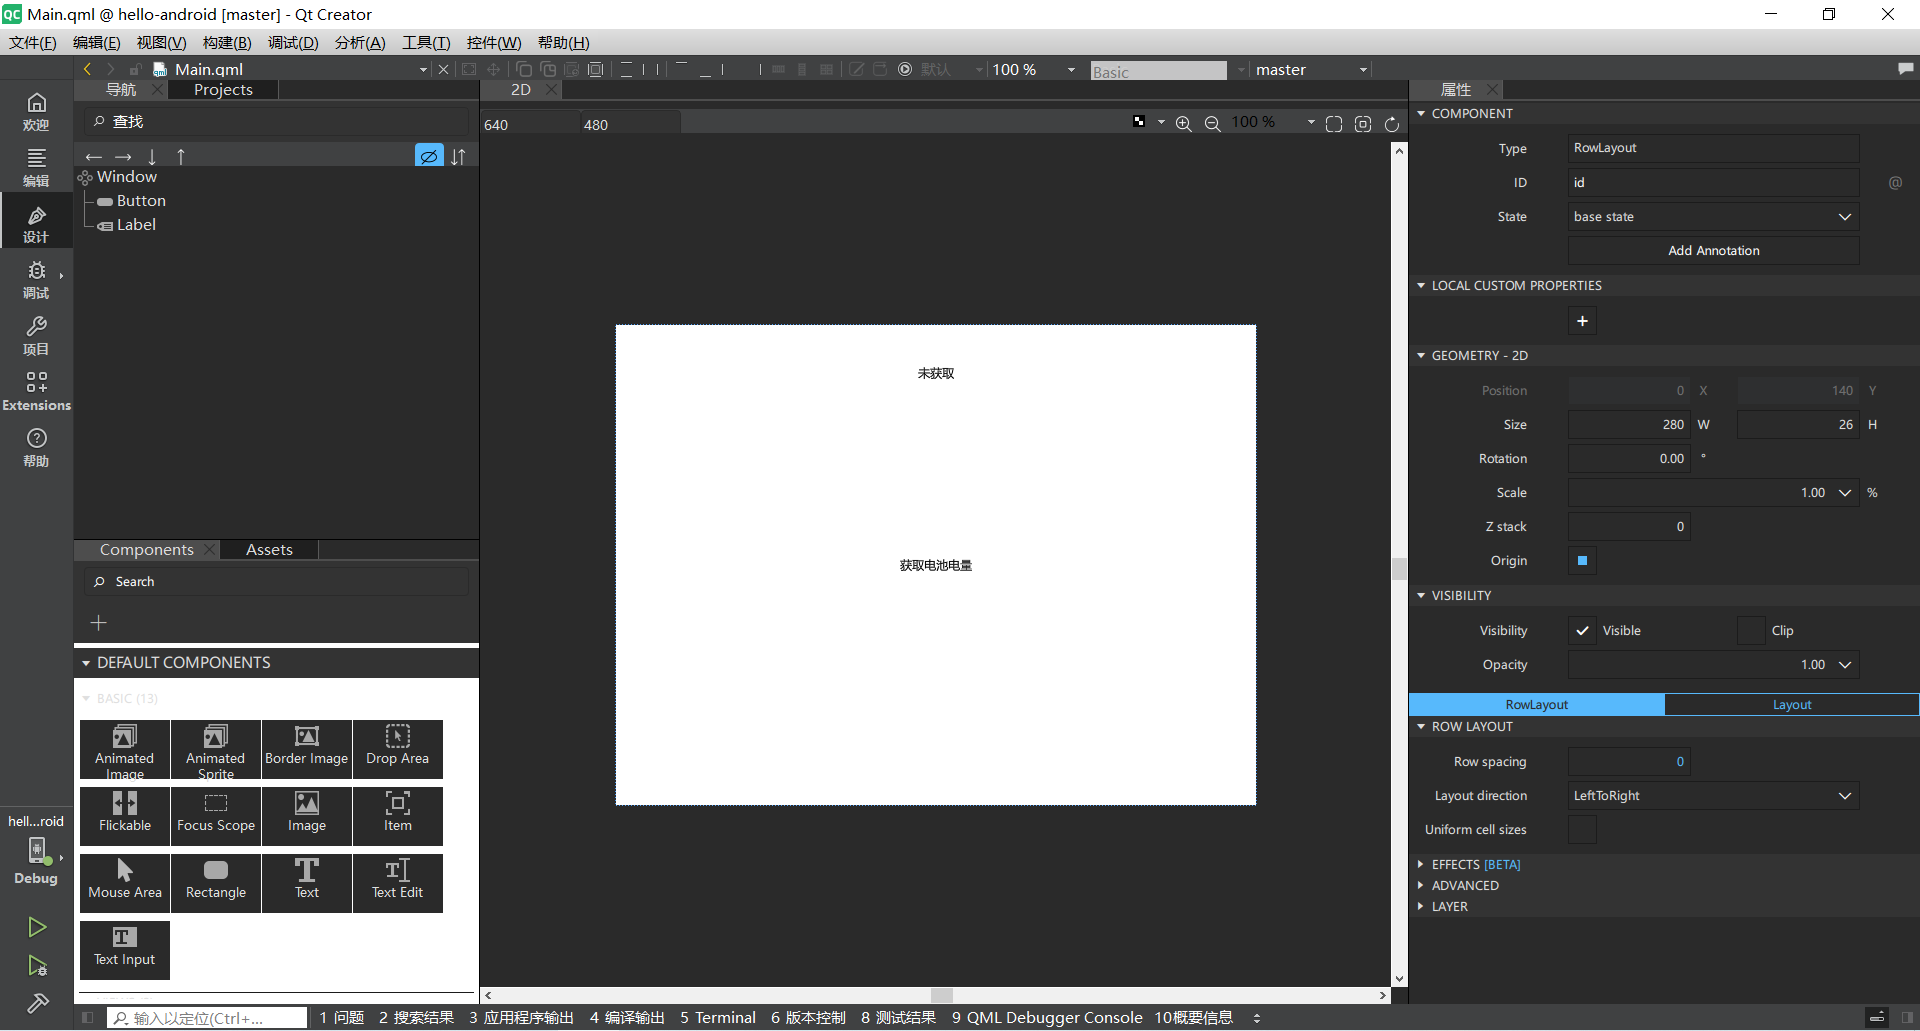 Main.qml @ hello-android [master] - Qt Creator
文件(F) 编辑(E) 视图(V) 构建(B) 调试(D) 分析(A) 工具(T) 控件(W) 帮助(H)
Main.qml
默认
100 %
Basic
master
欢迎
编辑
设计
调试
项目
Extensions
帮助
hell...roid
Debug
导航 Projects
查找
Window
Button
Label
Components Assets
Search
DEFAULT COMPONENTS
BASIC (13)
Animated Image
Animated Sprite
Border Image
Drop Area
Flickable
Focus Scope
Image
Item
Mouse Area
Rectangle
Text
Text Edit
Text Input
2D
640 480
100 %
未获取
获取电池电量
属性
COMPONENT
Type RowLayout
ID id @
State base state
Add Annotation
LOCAL CUSTOM PROPERTIES
+
GEOMETRY - 2D
Position 0 X 140 Y
Size 280 W 26 H
Rotation 0.00 °
Scale 1.00 %
Z stack 0
Origin
VISIBILITY
Visibility Visible Clip
Opacity 1.00
RowLayout Layout
ROW LAYOUT
Row spacing 0
Layout direction LeftToRight
Uniform cell sizes
EFFECTS [BETA]
ADVANCED
LAYER
输入以定位(Ctrl+...
1 问题 2 搜索结果 3 应用程序输出 4 编译输出 5 Terminal 6 版本控制 8 测试结果 9 QML Debugger Console 10概要信息